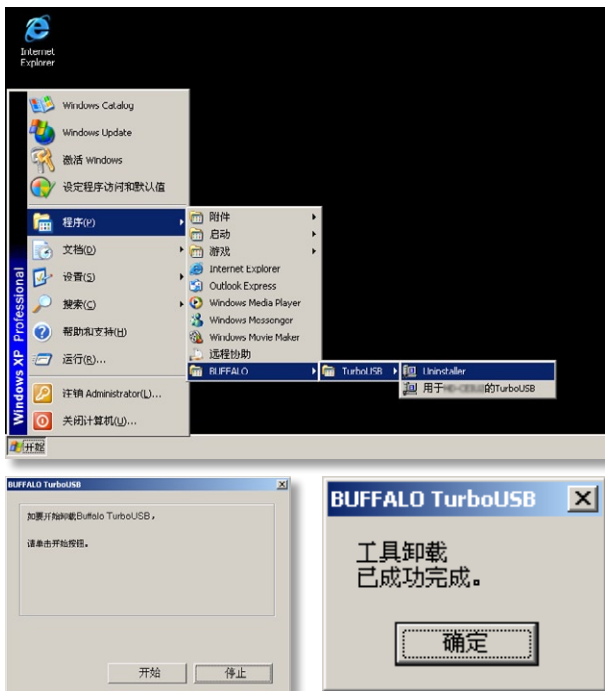 Internet
Explorer
Windows Catalog
Windows Update
激活 Windows
设定程序访问和默认值
程序(P)
文档(D)
设置(S)
搜索(C)
帮助和支持(H)
运行(R)...
注销 Administrator(L)...
关闭计算机(U)...
Windows XP Professional
附件
启动
游戏
Internet Explorer
Outlook Express
Windows Media Player
Windows Messenger
Windows Movie Maker
远程协助
BUFFALO
TurboUSB
Uninstaller
用于
的TurboUSB
开始
BUFFALO TurboUSB
如要开始卸载Buffalo TurboUSB，
请单击开始按钮。
开始
停止
BUFFALO TurboUSB
工具卸载
已成功完成。
确定